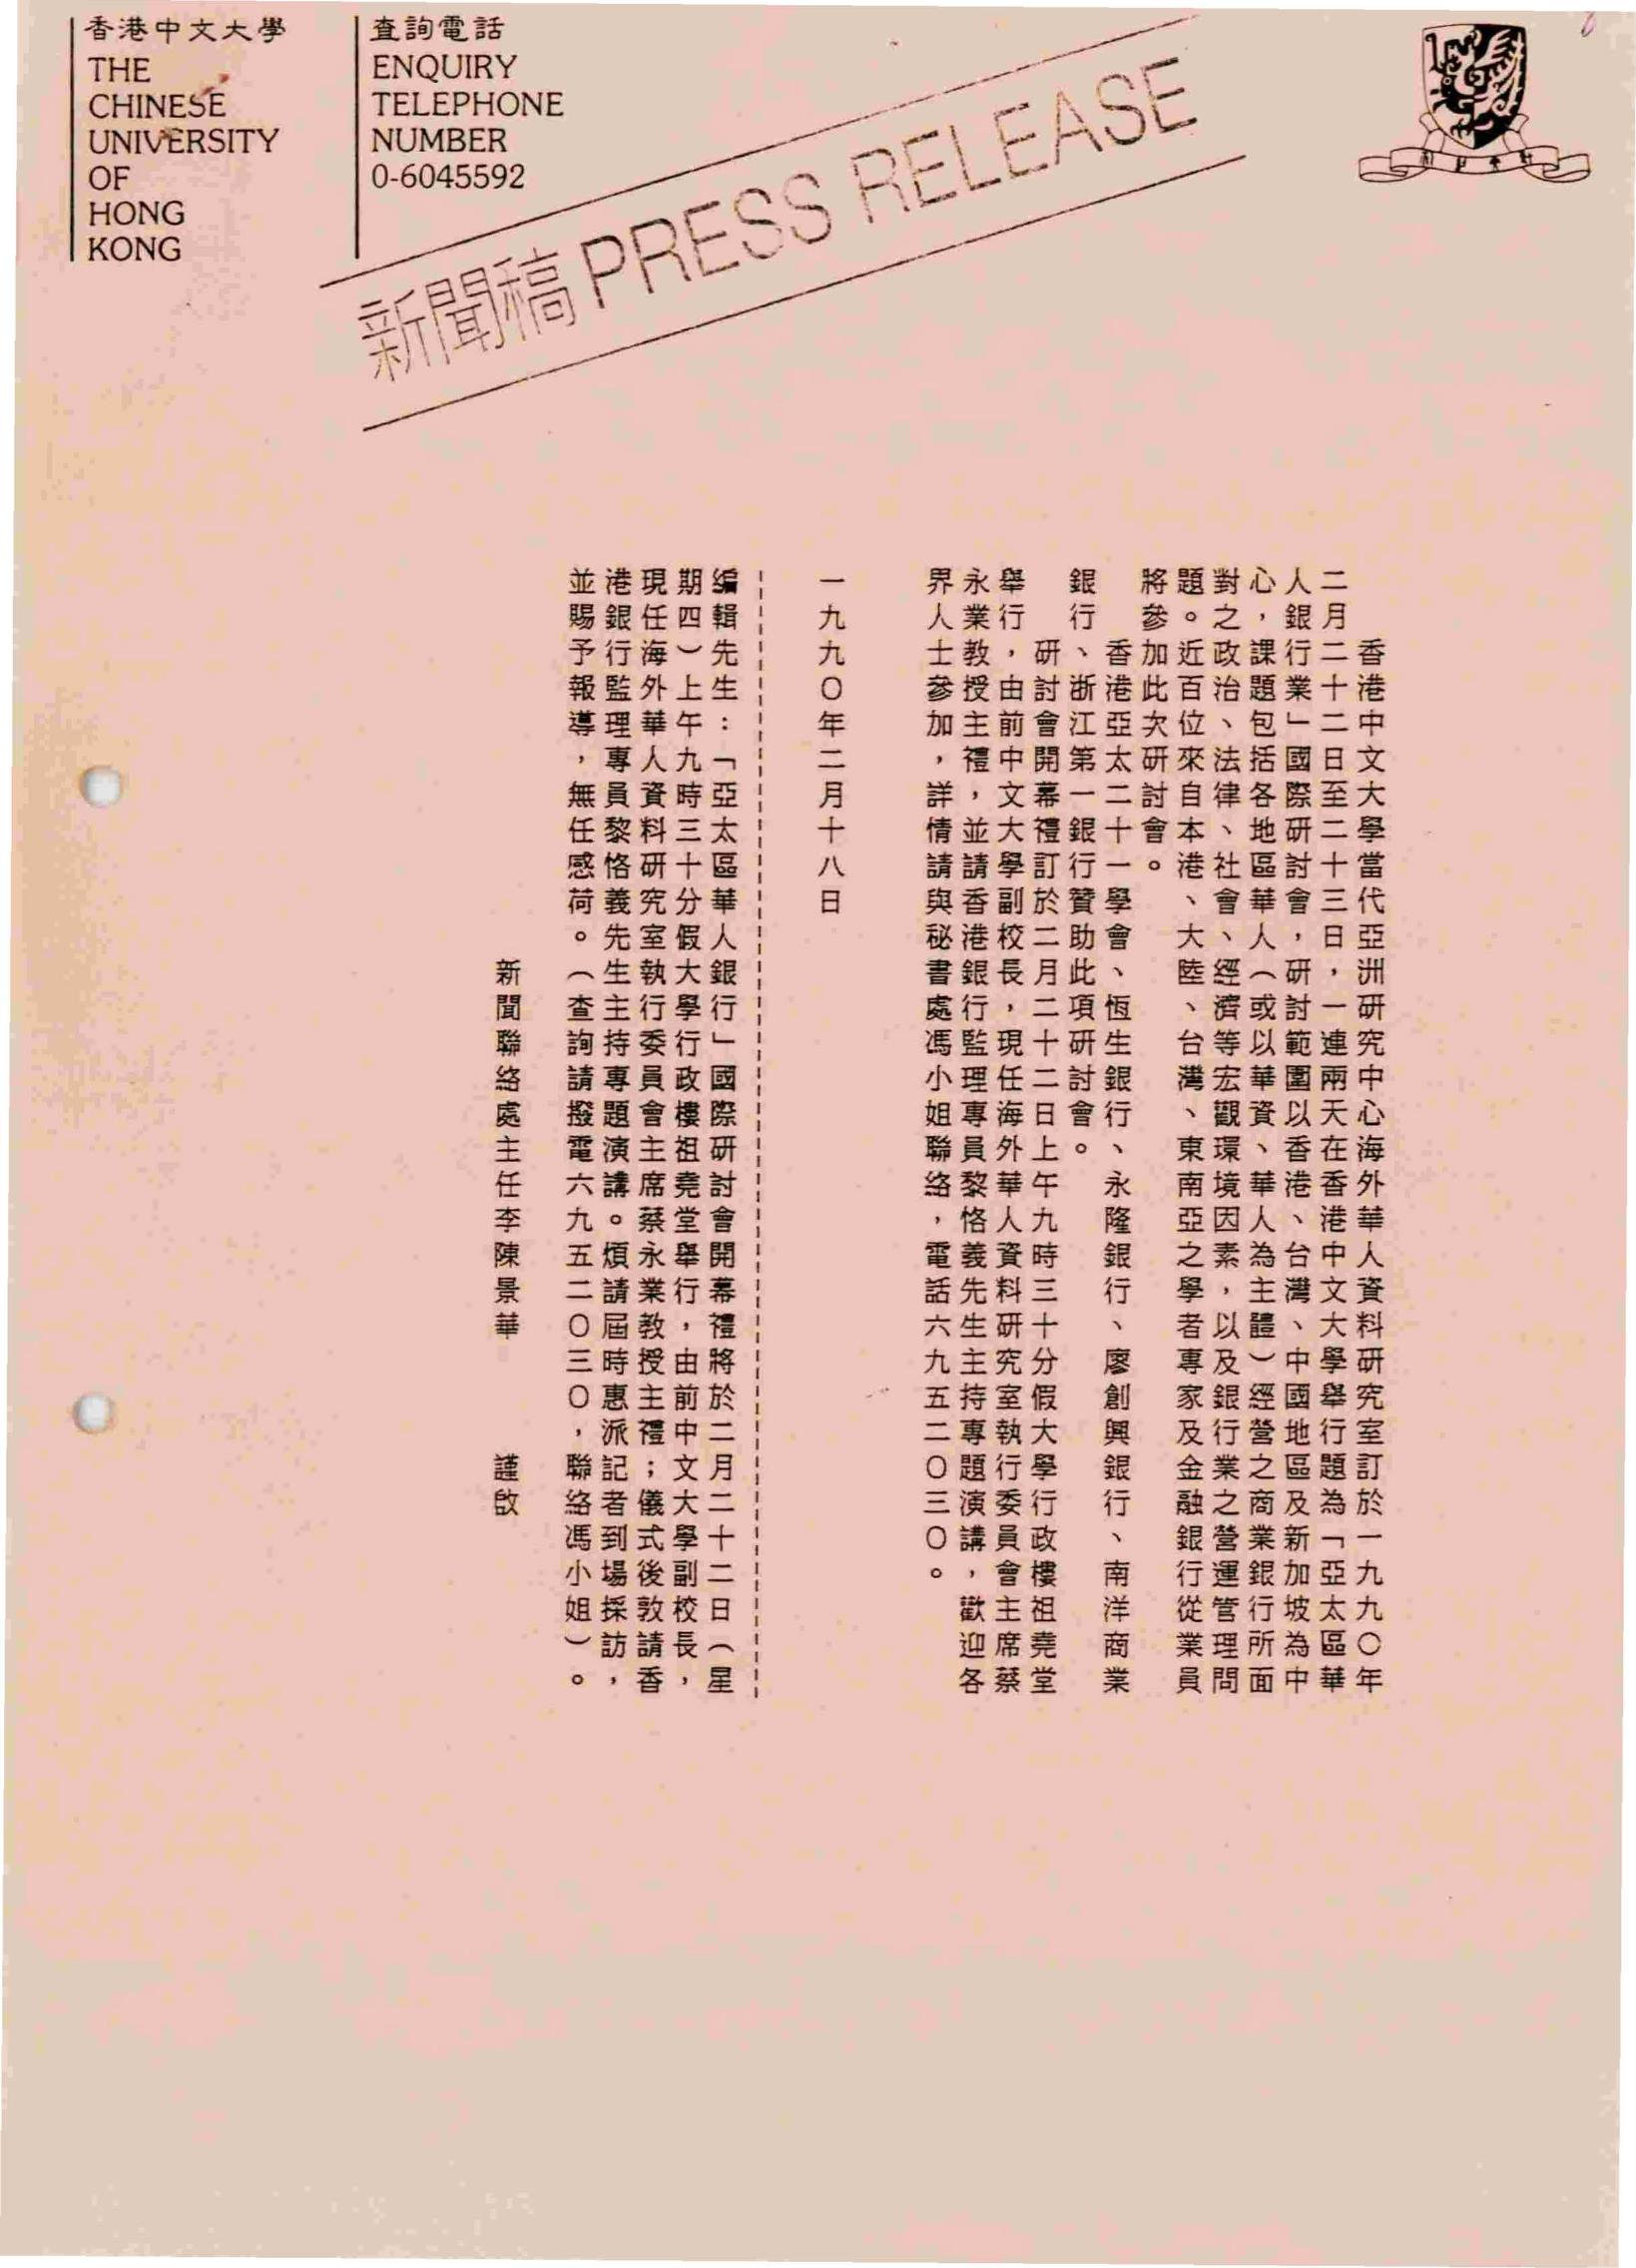 香港中文大學
THE
CHINESE
UNIVERSITY
OF
HONG
KONG
查詢電話
ENQUIRY
TELEPHONE
NUMBER
0-6045592
新聞稿 PRESS RELEASE
香港中文大學當代亞洲研究中心海外華人資料研究室訂於一九九〇年
二月二十二日至二十三日，一連兩天在香港中文大學舉行題為「亞太區華
人銀行業」國際研討會，研討範圍以香港、台灣、中國地區及新加坡為中
心，課題包括各地區華人（或以華資、華人為主體）經營之商業銀行所面
對之政治、法律、社會、經濟等宏觀環境因素，以及銀行業之營運管理問
題。近百位來自本港、大陸、台灣、東南亞之學者專家及金融銀行從業員
將參加此次研討會。
香港亞太二十一學會、恆生銀行、永隆銀行、廖創興銀行、南洋商業
銀行、浙江第一銀行贊助此項研討會。
研討會開幕禮訂於二月二十二日上午九時三十分假大學行政樓祖堯堂
舉行，由前中文大學副校長，現任海外華人資料研究室執行委員會主席蔡
永業教授主禮，並請香港銀行監理專員黎恪義先生主持專題演講，歡迎各
界人士參加，詳情請與秘書處馮小姐聯絡，電話六九五二〇三〇。
一九九〇年二月十八日
編輯先生：「亞太區華人銀行」國際研討會開幕禮將於二月二十二日（星
期四）上午九時三十分假大學行政樓祖堯堂舉行，由前中文大學副校長，
現任海外華人資料研究室執行委員會主席蔡永業教授主禮；儀式後敦請香
港銀行監理專員黎恪義先生主持專題演講。煩請屆時惠派記者到場採訪，
並賜予報導，無任感荷。（查詢請撥電六九五二〇三〇，聯絡馮小姐）。
新聞聯絡處主任李陳景華 謹啟